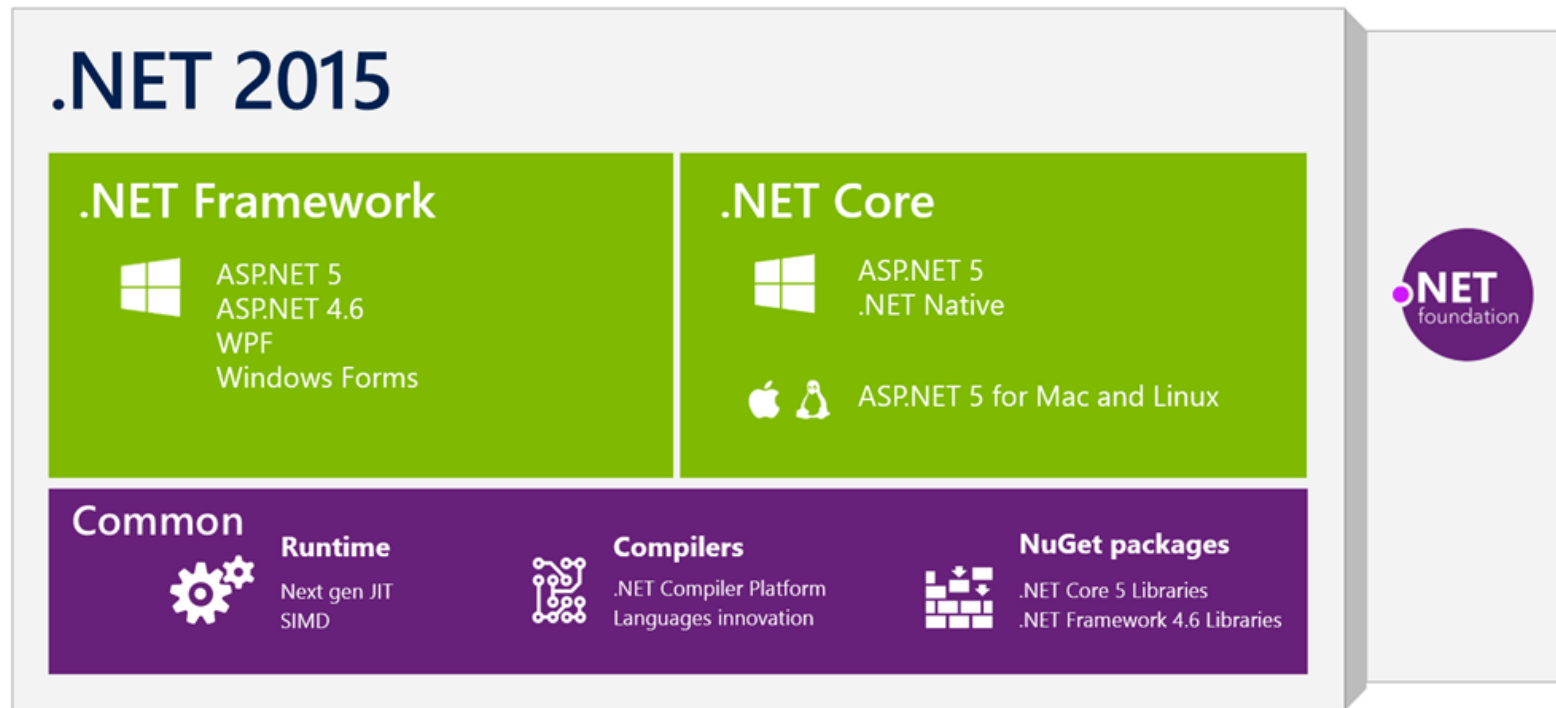 .NET 2015
.NET Framework
ASP.NET 5
ASP.NET 4.6
WPF
Windows Forms
.NET Core
ASP.NET 5
.NET Native
ASP.NET 5 for Mac and Linux
Common
Runtime
Next gen JIT
SIMD
Compilers
.NET Compiler Platform
Languages innovation
NuGet packages
.NET Core 5 Libraries
.NET Framework 4.6 Libraries
.NET
foundation